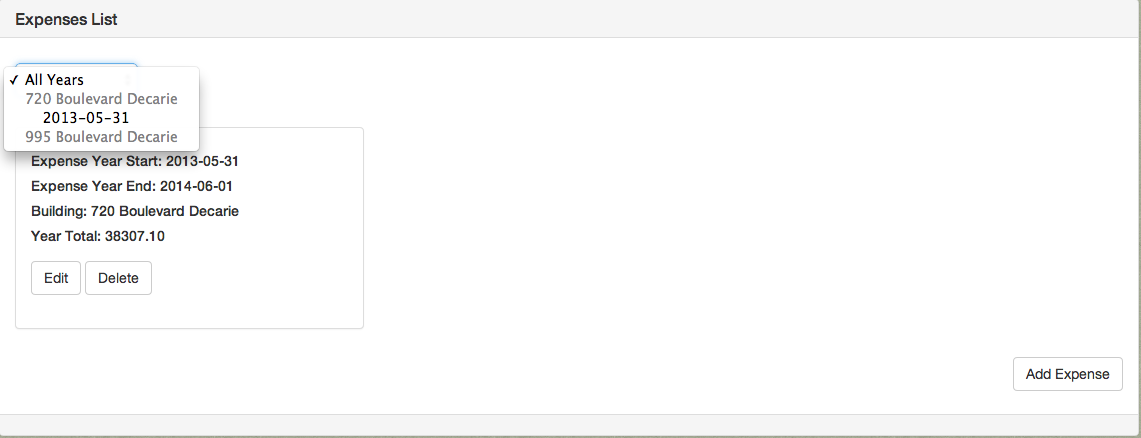 Expenses List
✓ All Years
720 Boulevard Decarie
2013-05-31
995 Boulevard Decarie
Expense Year Start: 2013-05-31
Expense Year End: 2014-06-01
Building: 720 Boulevard Decarie
Year Total: 38307.10
Edit Delete
Add Expense